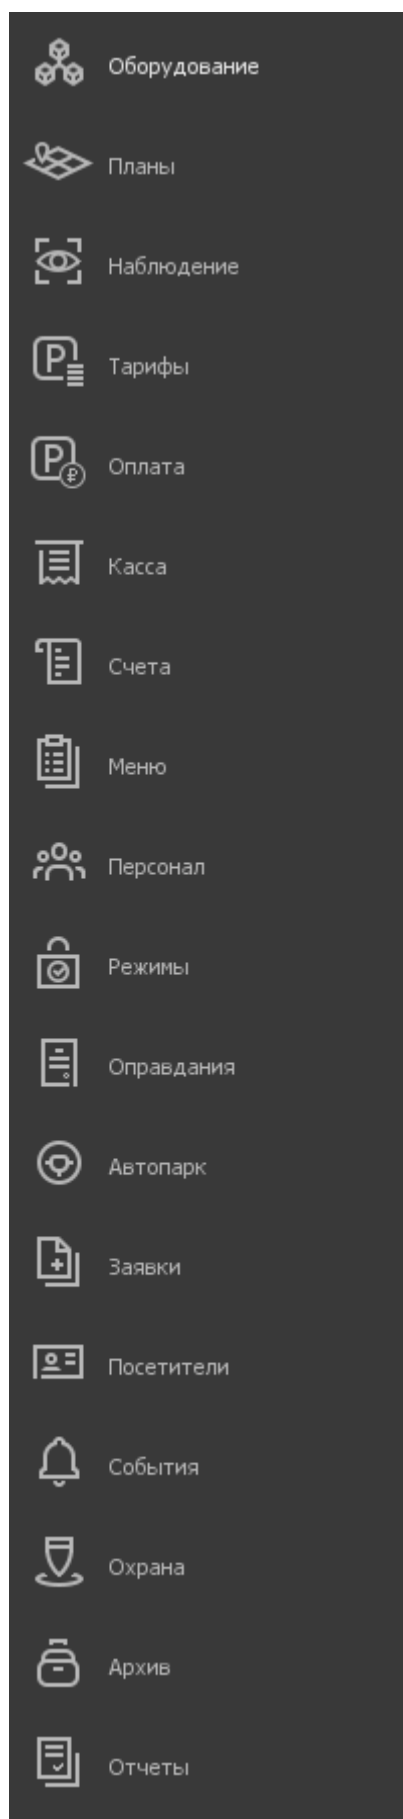 Оборудование
Планы
Наблюдение
Тарифы
Оплата
Касса
Счета
Меню
Персонал
Режимы
Оправдания
Автопарк
Заявки
Посетители
События
Охрана
Архив
Отчеты